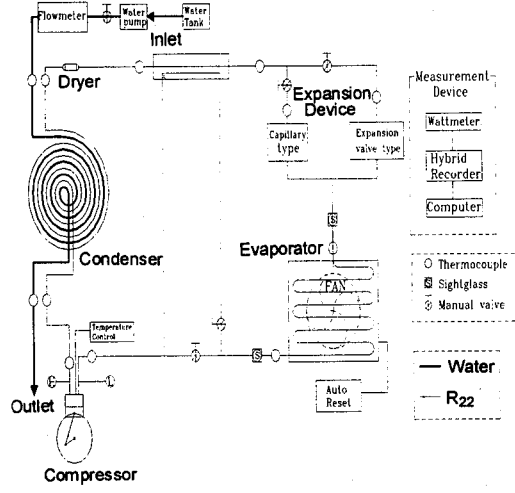 Flowmeter
Water
pump
Water
Tank
Inlet
Dryer
Expansion
Device
Capillary
type
Expansion
valve type
Measurement
Device
Wattmeter
Hybrid
Recorder
Computer
Evaporator
FAN
Condenser
Thermocouple
S Sightglass
Manual valve
S
S
Temperature
Control
Auto
Reset
Water
R22
Outlet
Compressor